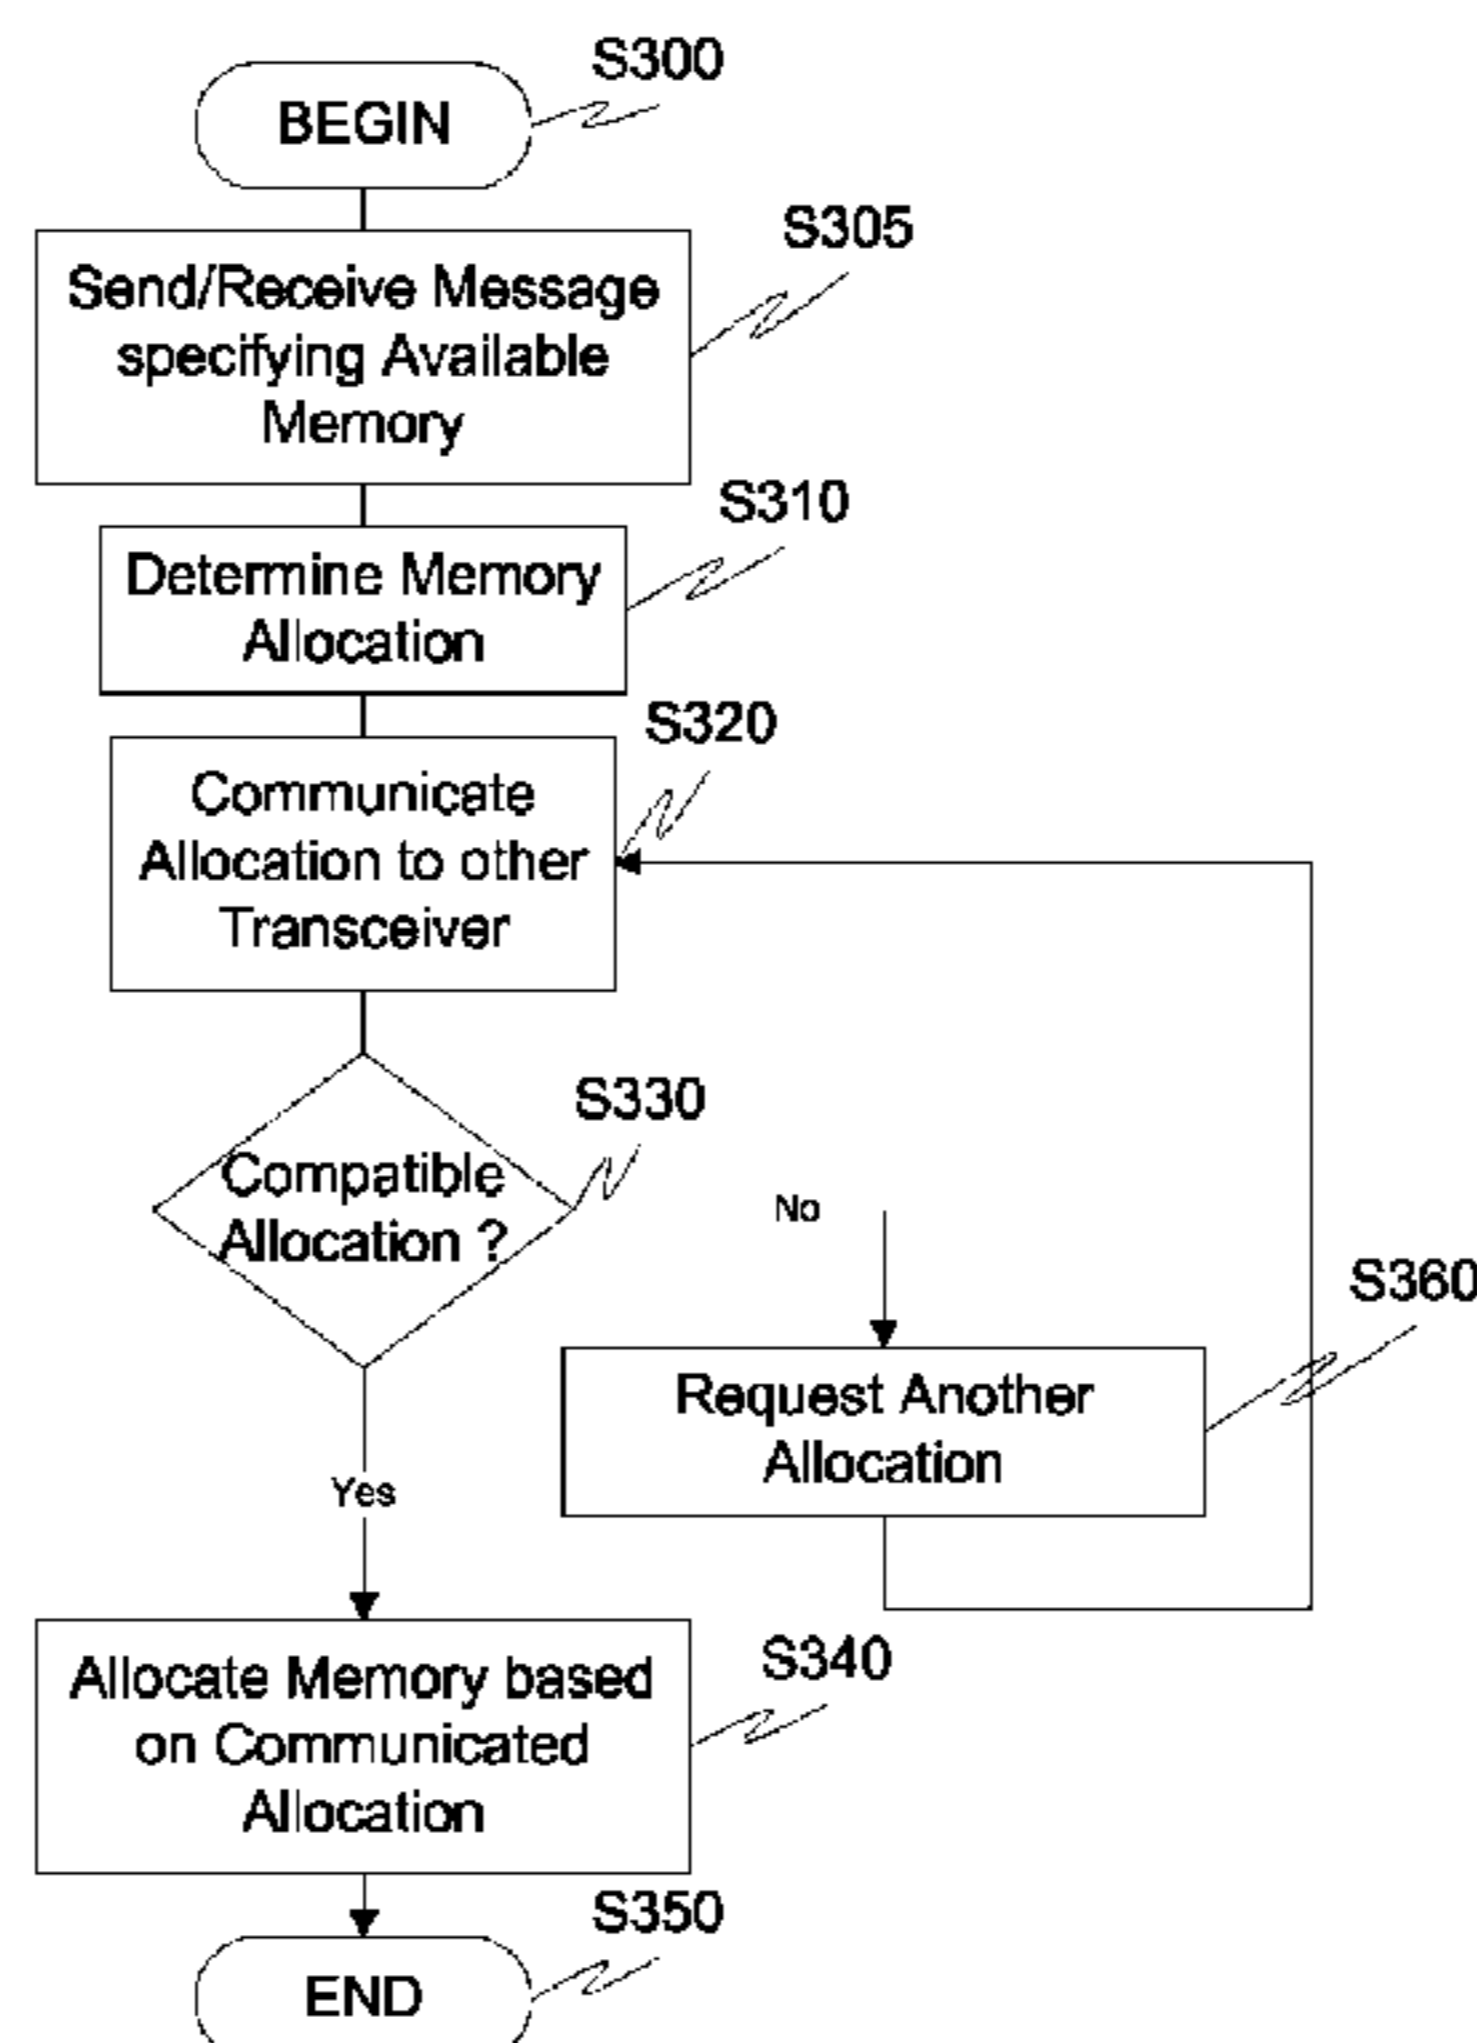 S300
BEGIN
S305
Send/Receive Message
specifying Available
Memory
S310
Determine Memory
Allocation
S320
Communicate
Allocation to other
Transceiver
S330
Compatible
Allocation ?
No
S360
Request Another
Allocation
Yes
S340
Allocate Memory based
on Communicated
Allocation
S350
END